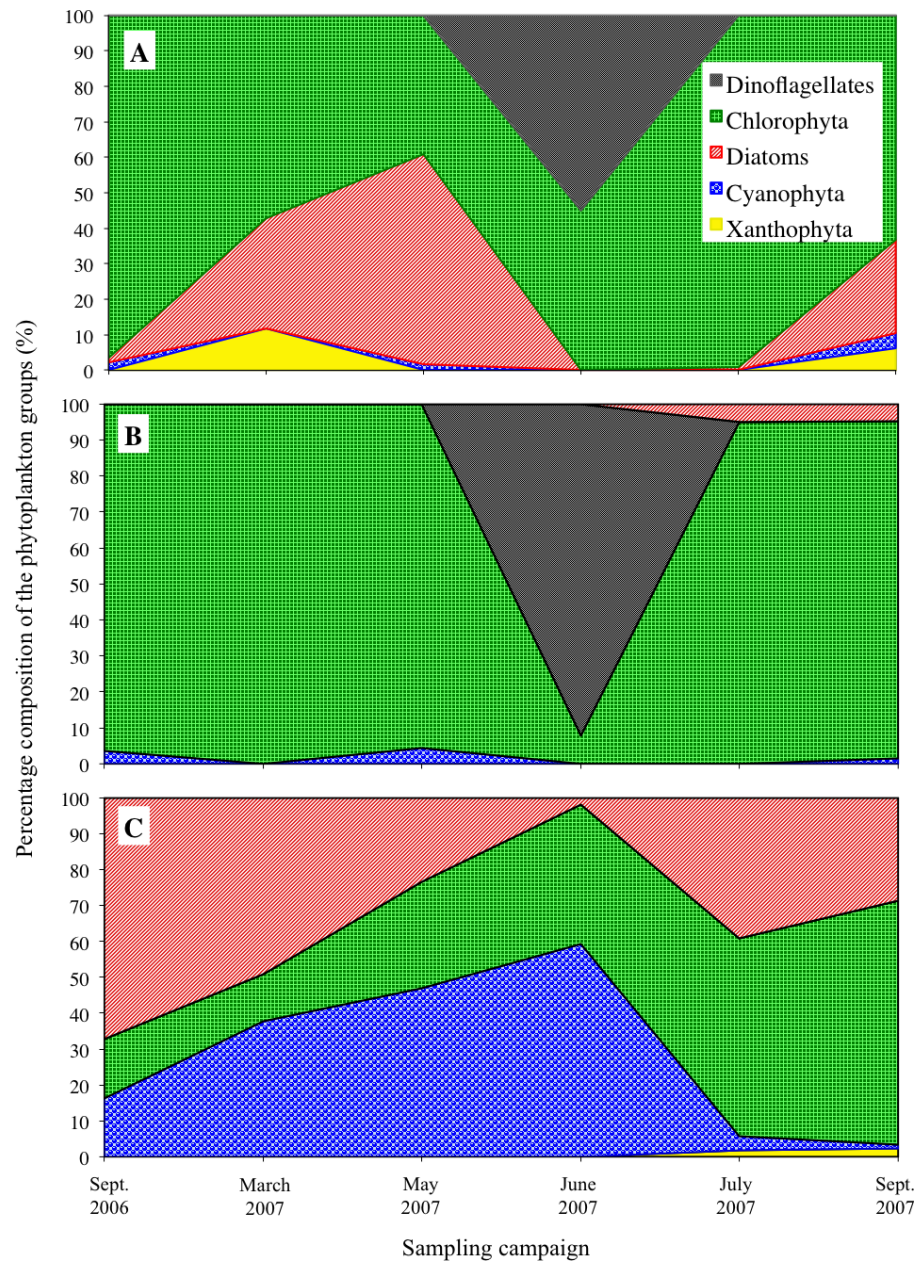 Percentage composition of the phytoplankton groups (%)
A
100
90
80
70
60
50
40
30
20
10
0
Dinoflagellates
Chlorophyta
Diatoms
Cyanophyta
Xanthophyta
B
100
90
80
70
60
50
40
30
20
10
0
C
100
90
80
70
60
50
40
30
20
10
0
Sept. March May June July Sept.
2006 2007 2007 2007 2007 2007
Sampling campaign